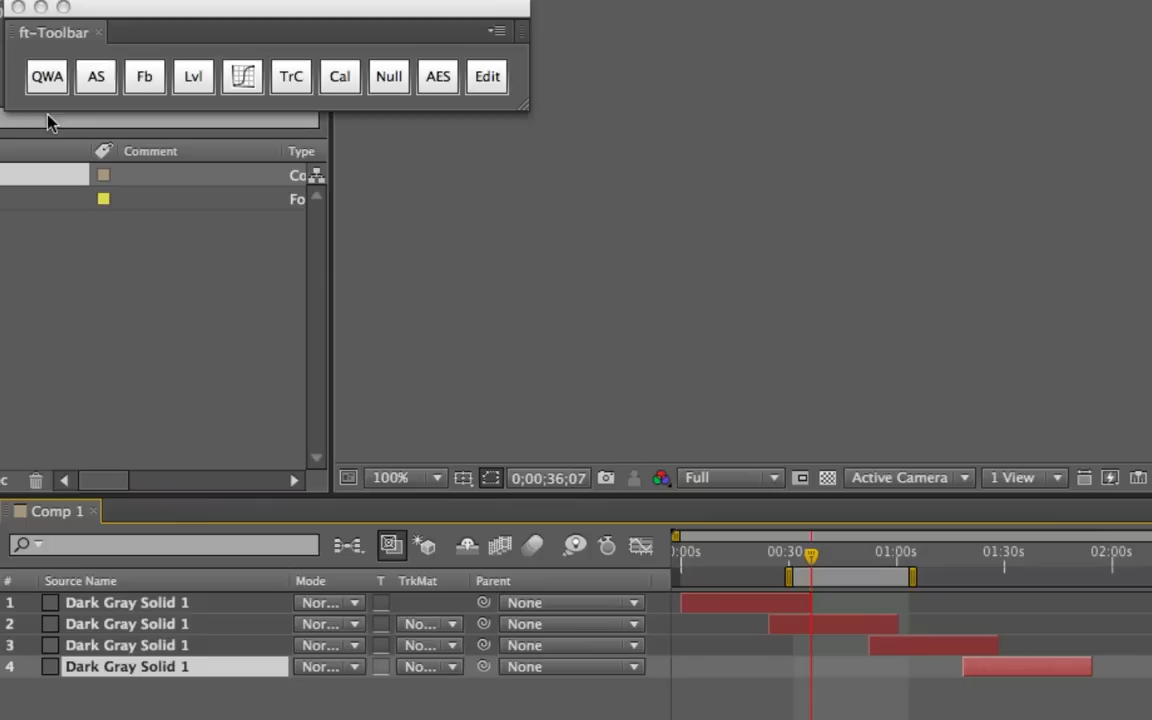 ft-Toolbar
QWA AS Fb Lvl TrC Cal Null AES Edit
Comment Type
Co
Fo
c 100% 0;00;36;07 Full Active Camera 1 View
Comp 1
:00s 00:30 01:00s 01:30s 02:00s
# Source Name Mode T TrkMat Parent
1 Dark Gray Solid 1 Nor... None
2 Dark Gray Solid 1 Nor... No... None
3 Dark Gray Solid 1 Nor... No... None
4 Dark Gray Solid 1 Nor... No... None